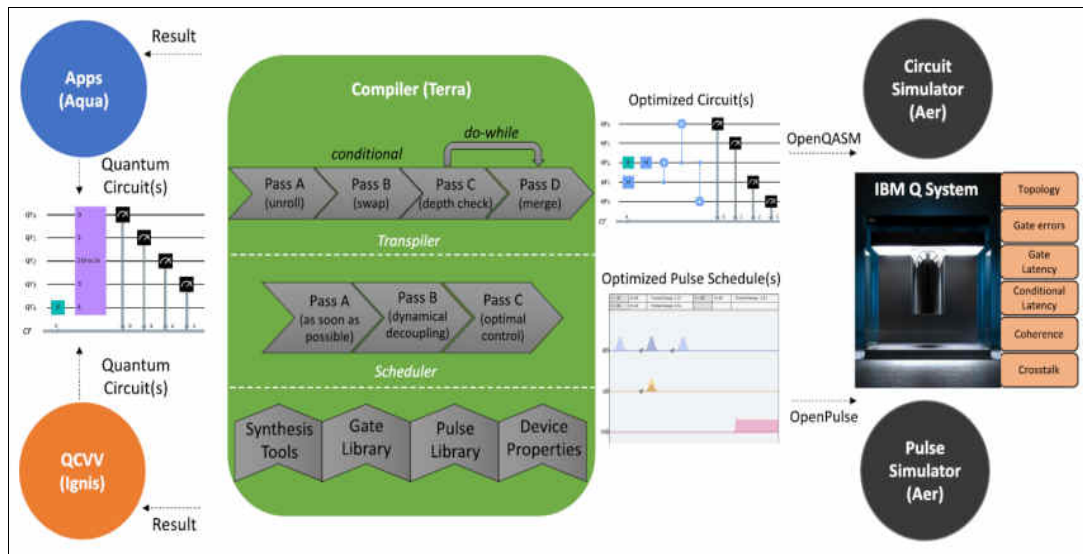 Result
Apps
(Aqua)
Quantum
Circuit(s)
Quantum
Circuit(s)
QCVV
(Ignis)
Result
Compiler (Terra)
do-while
conditional
Pass A
(unroll)
Pass B
(swap)
Pass C
(depth check)
Pass D
(merge)
Transpiler
Pass A
(as soon as
possible)
Pass B
(dynamical
decoupling)
Pass C
(optimal
control)
Scheduler
Synthesis
Tools
Gate
Library
Pulse
Library
Device
Properties
Optimized Circuit(s)
OpenQASM
Optimized Pulse Schedule(s)
OpenPulse
Circuit
Simulator
(Aer)
IBM Q System
Topology
Gate errors
Gate
Latency
Conditional
Latency
Coherence
Crosstalk
Pulse
Simulator
(Aer)